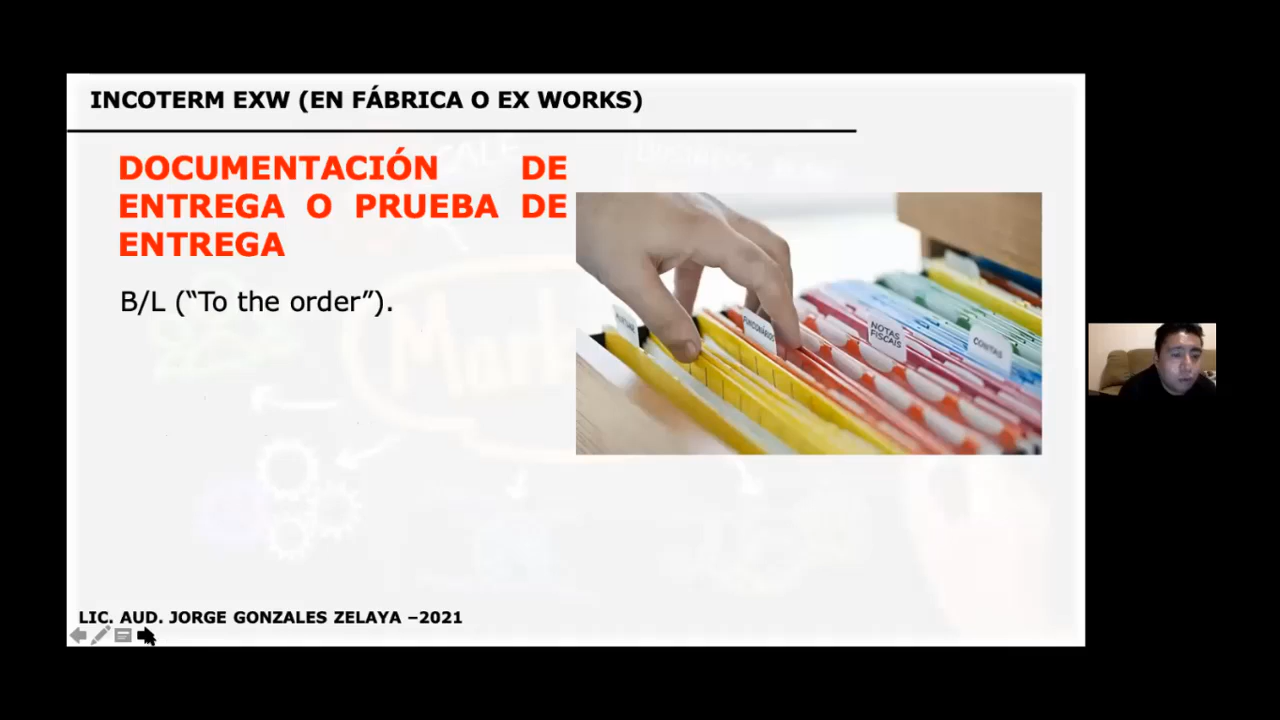 INCOTERM EXW (EN FÁBRICA O EX WORKS)
DOCUMENTACIÓN DE
ENTREGA O PRUEBA DE
ENTREGA
B/L (“To the order”).
FUNCIONÁRIOS
NOTAS
FISCAIS
CONTAS
LIC. AUD. JORGE GONZALES ZELAYA –2021